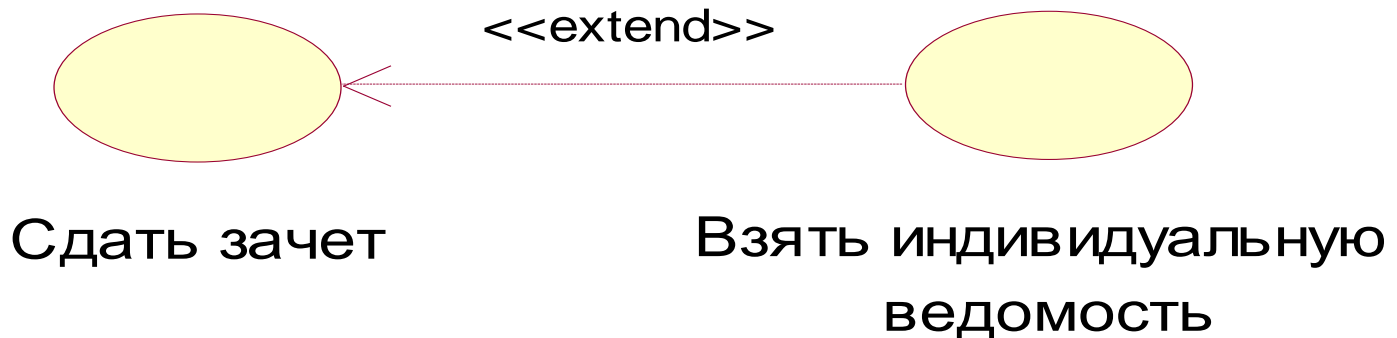 <<extend>>
Сдать зачет
Взять индивидуальную
ведомость